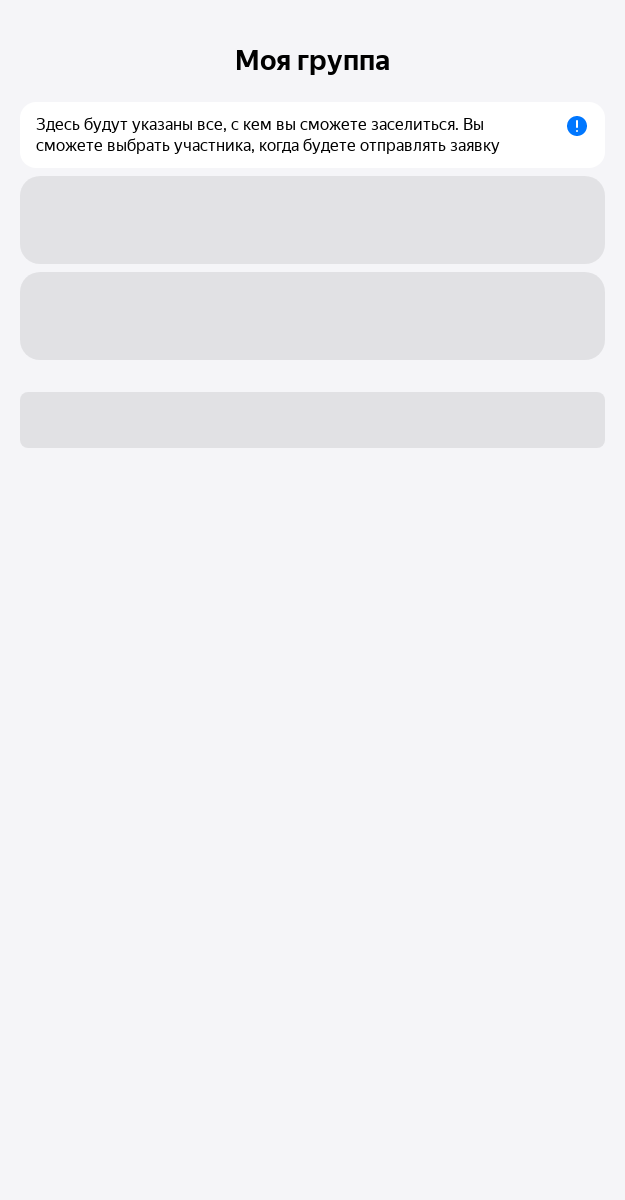 Моя группа
Здесь будут указаны все, с кем вы сможете заселиться. Вы
сможете выбрать участника, когда будете отправлять заявку